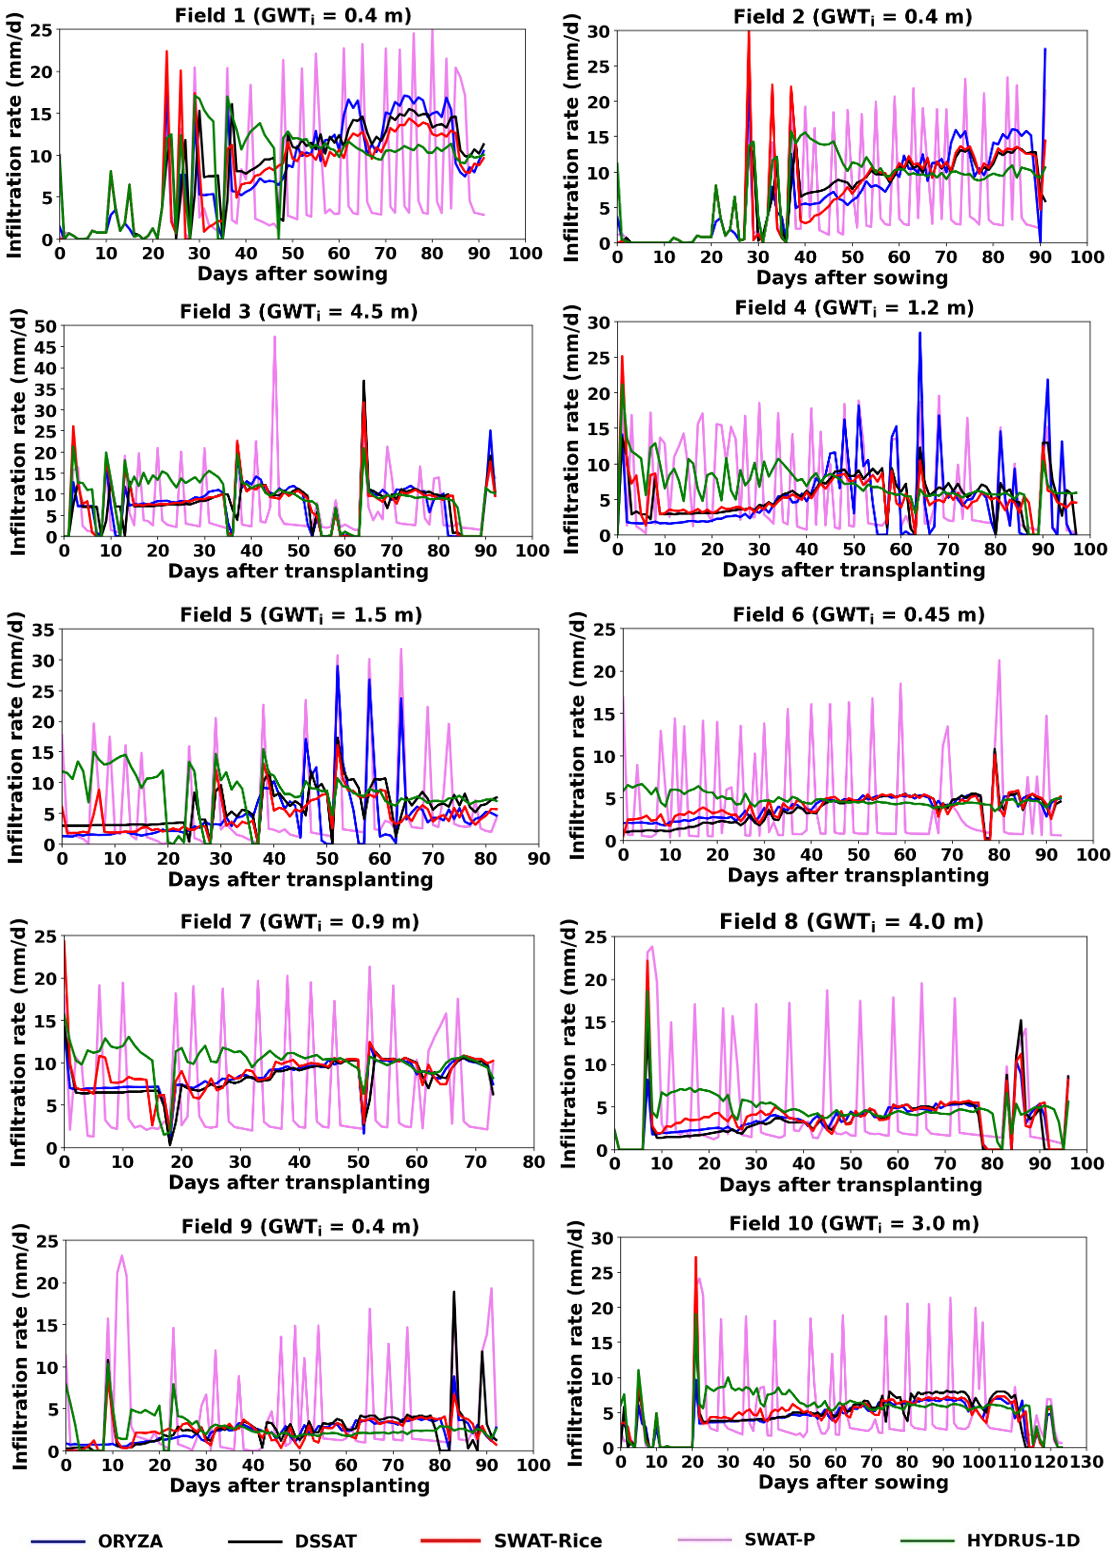 Field 1 (GWTi = 0.4 m)
Infiltration rate (mm/d)
25
20
15
10
5
0
0 10 20 30 40 50 60 70 80 90 100
Days after sowing
Field 2 (GWTi = 0.4 m)
Infiltration rate (mm/d)
30
25
20
15
10
5
0
0 10 20 30 40 50 60 70 80 90 100
Days after sowing
Field 3 (GWTi = 4.5 m)
Infiltration rate (mm/d)
50
45
40
35
30
25
20
15
10
5
0
0 10 20 30 40 50 60 70 80 90 100
Days after transplanting
Field 4 (GWTi = 1.2 m)
Infiltration rate (mm/d)
30
25
20
15
10
5
0
0 10 20 30 40 50 60 70 80 90 100
Days after transplanting
Field 5 (GWTi = 1.5 m)
Infiltration rate (mm/d)
35
30
25
20
15
10
5
0
0 10 20 30 40 50 60 70 80 90
Days after transplanting
Field 6 (GWTi = 0.45 m)
Infiltration rate (mm/d)
25
20
15
10
5
0
0 10 20 30 40 50 60 70 80 90 100
Days after transplanting
Field 7 (GWTi = 0.9 m)
Infiltration rate (mm/d)
25
20
15
10
5
0
0 10 20 30 40 50 60 70 80
Days after transplanting
Field 8 (GWTi = 4.0 m)
Infiltration rate (mm/d)
25
20
15
10
5
0
0 10 20 30 40 50 60 70 80 90 100
Days after transplanting
Field 9 (GWTi = 0.4 m)
Infiltration rate (mm/d)
25
20
15
10
5
0
0 10 20 30 40 50 60 70 80 90 100
Days after transplanting
Field 10 (GWTi = 3.0 m)
Infiltration rate (mm/d)
30
25
20
15
10
5
0
0 10 20 30 40 50 60 70 80 90 100 110 120 130
Days after sowing
ORYZA DSSAT SWAT-Rice SWAT-P HYDRUS-1D